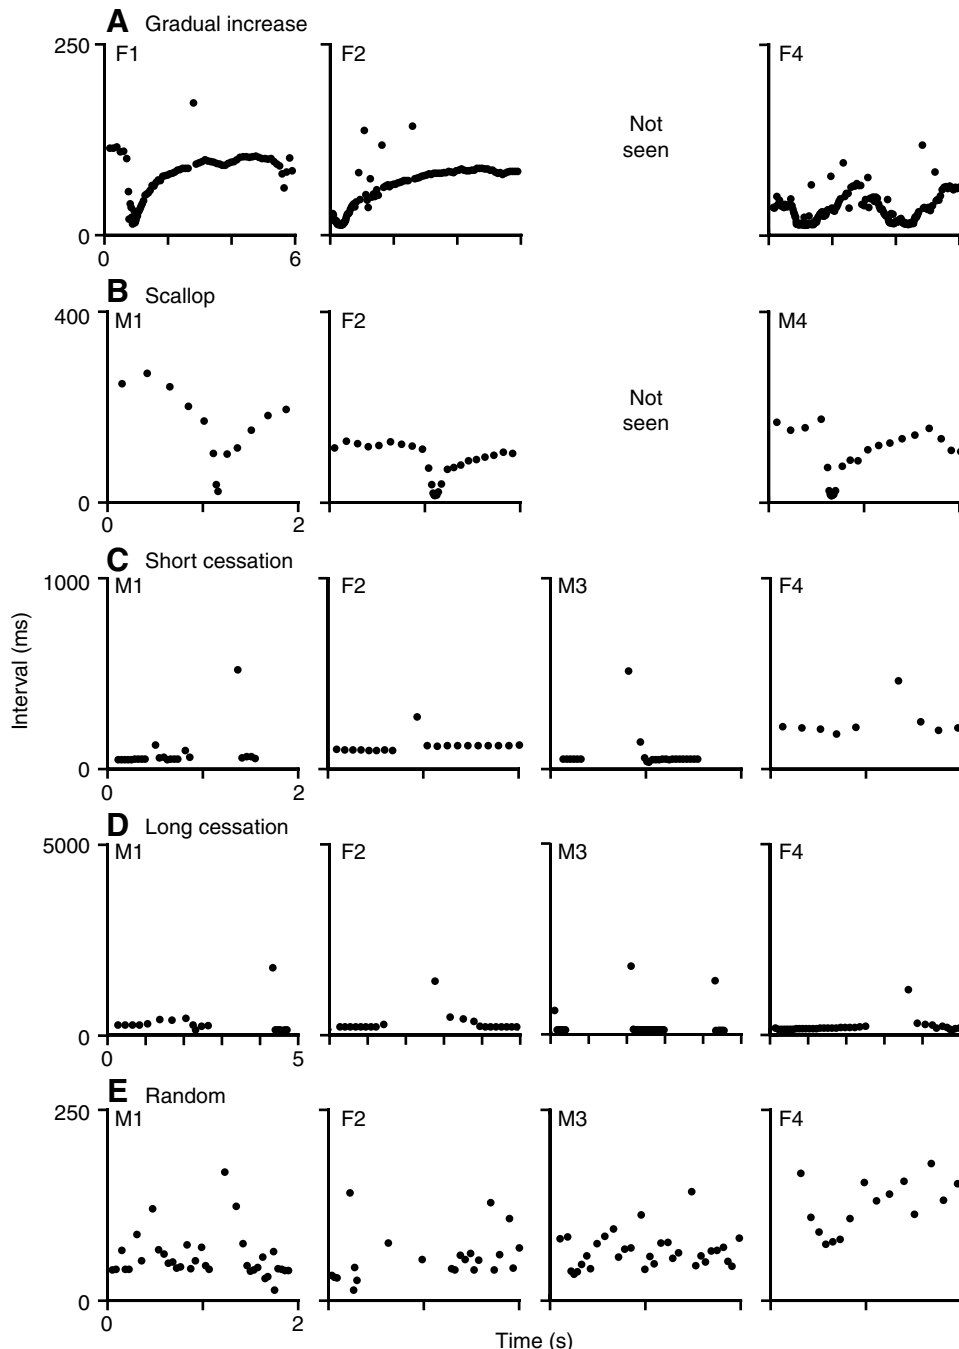 A Gradual increase
250
F1
F2
Not
seen
F4
0
0
6
B Scallop
400
M1
F2
Not
seen
M4
0
0
2
C Short cessation
1000
M1
F2
M3
F4
Interval (ms)
0
0
2
D Long cessation
5000
M1
F2
M3
F4
0
0
5
E Random
250
M1
F2
M3
F4
0
0
2
Time (s)